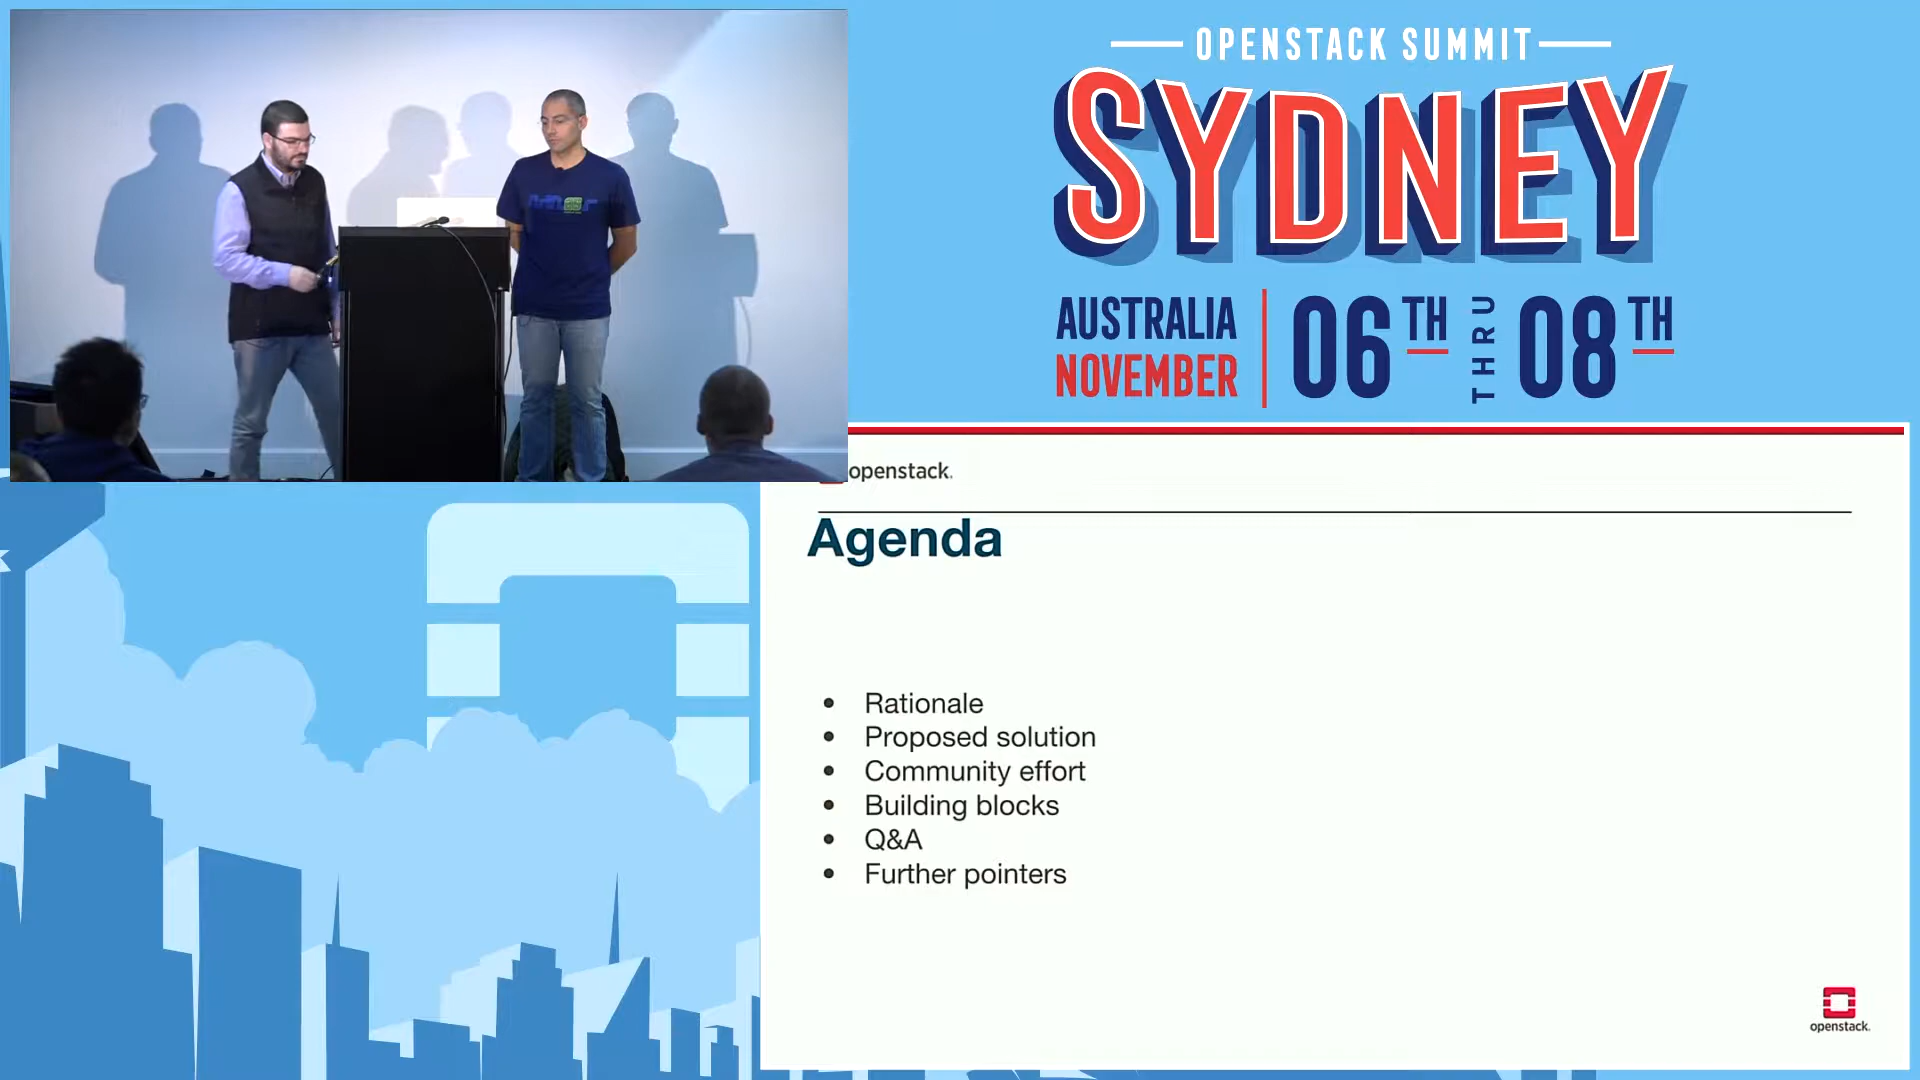 OPENSTACK SUMMIT
SYDNEY
AUSTRALIA
NOVEMBER
06TH THRU 08TH
openstack.
Agenda
• Rationale
• Proposed solution
• Community effort
• Building blocks
• Q&A
• Further pointers
openstack.